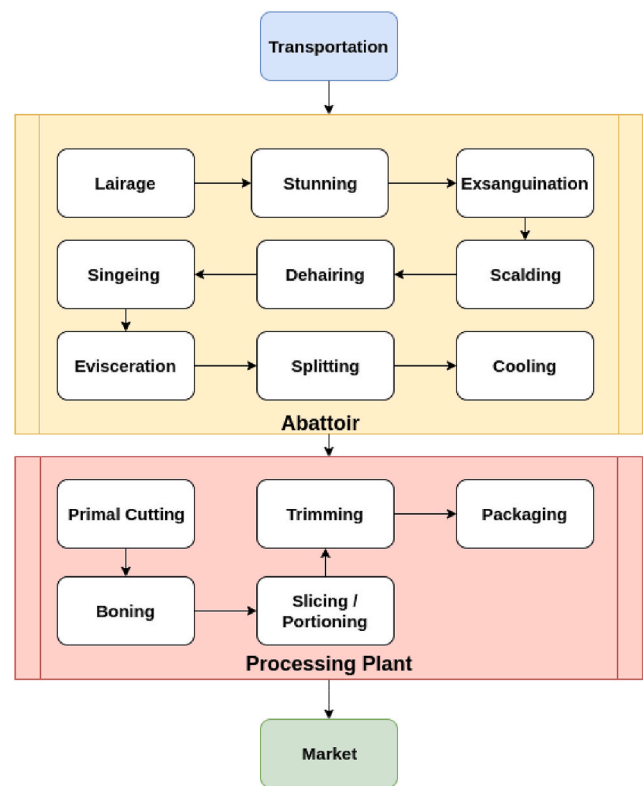 Transportation
Lairage
Stunning
Exsanguination
Singeing
Dehairing
Scalding
Evisceration
Splitting
Cooling
Abattoir
Primal Cutting
Trimming
Packaging
Boning
Slicing /
Portioning
Processing Plant
Market